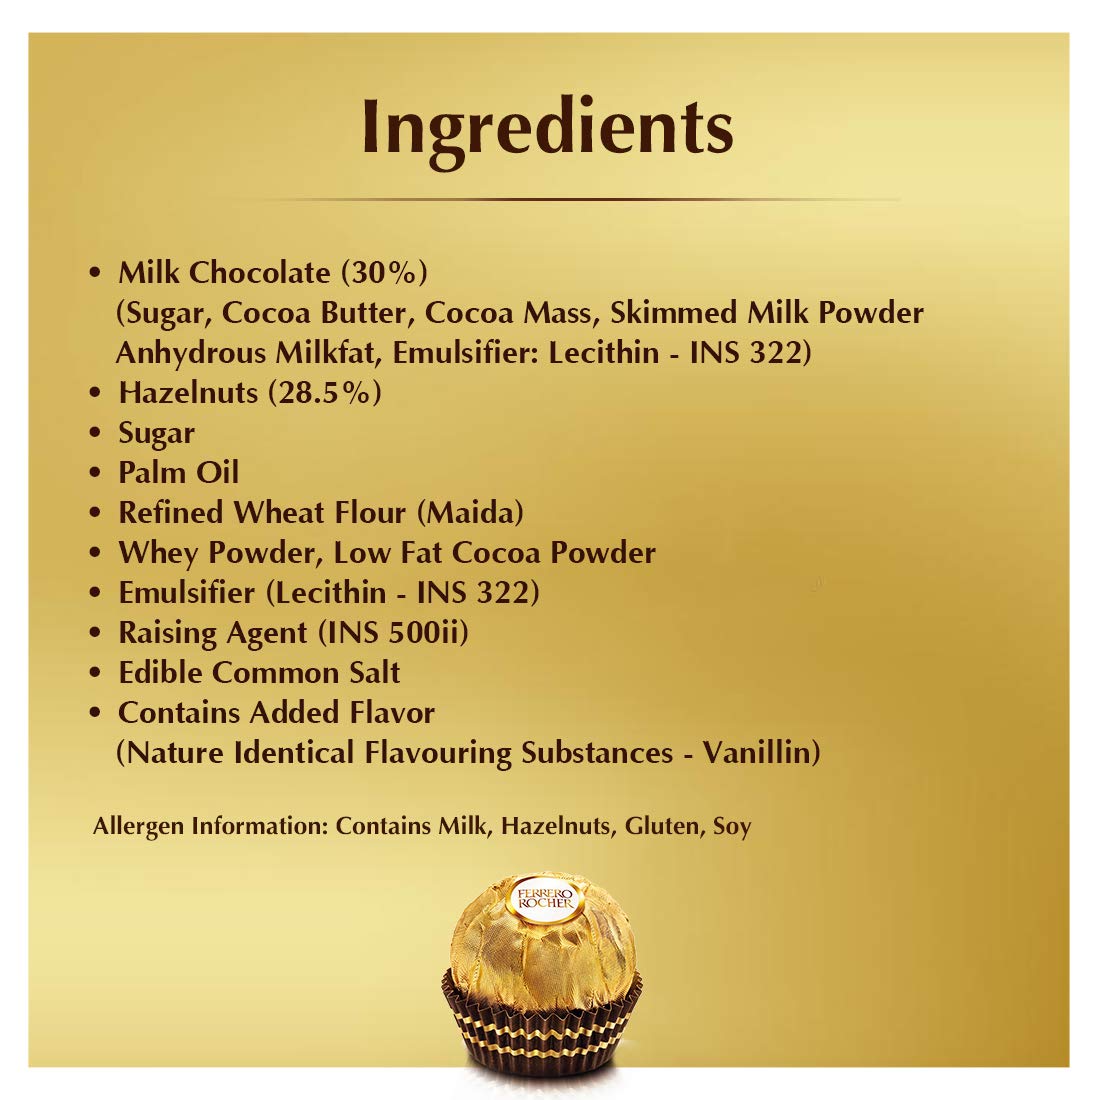 Ingredients
• Milk Chocolate (30%)
(Sugar, Cocoa Butter, Cocoa Mass, Skimmed Milk Powder
Anhydrous Milkfat, Emulsifier: Lecithin - INS 322)
• Hazelnuts (28.5%)
• Sugar
• Palm Oil
• Refined Wheat Flour (Maida)
• Whey Powder, Low Fat Cocoa Powder
• Emulsifier (Lecithin - INS 322)
• Raising Agent (INS 500ii)
• Edible Common Salt
• Contains Added Flavor
(Nature Identical Flavouring Substances - Vanillin)
Allergen Information: Contains Milk, Hazelnuts, Gluten, Soy
FERRERO
ROCHER